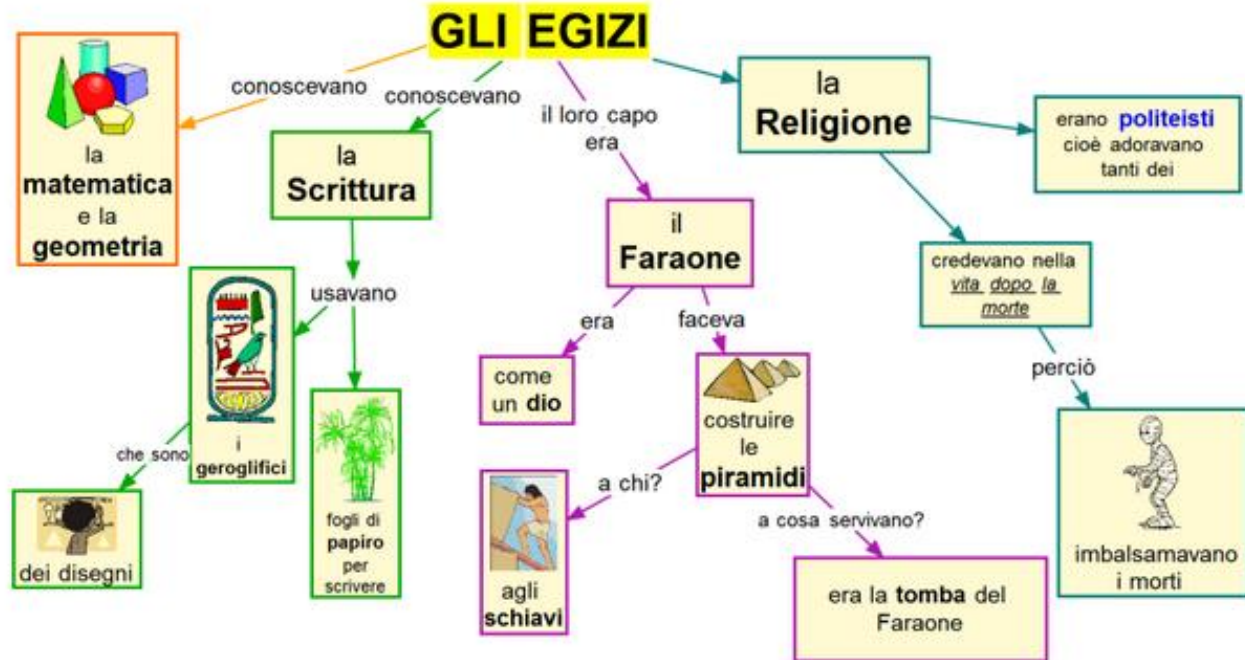 GLI EGIZI
conoscevano
la
matematica
e la
geometria
conoscevano
la
Scrittura
usavano
i
geroglifici
che sono
dei disegni
fogli di
papiro
per
scrivere
il loro capo
era
il
Faraone
era
come
un dio
faceva
costruire
le
piramidi
a chi?
agli
schiavi
a cosa servivano?
era la tomba del
Faraone
la
Religione
erano politeisti
cioè adoravano
tanti dei
credevano nella
vita dopo la
morte
perciò
imbalsamavano
i morti